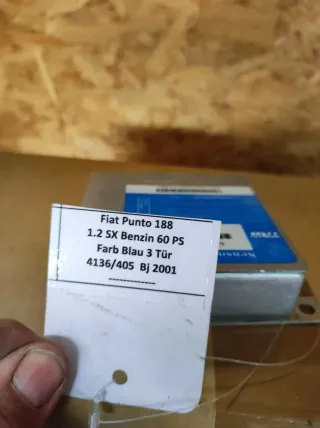 Fiat Punto 188
1.2 SX Benzin 60 PS
Farb Blau 3 Tür
4136/405 Bj 2001
-------------